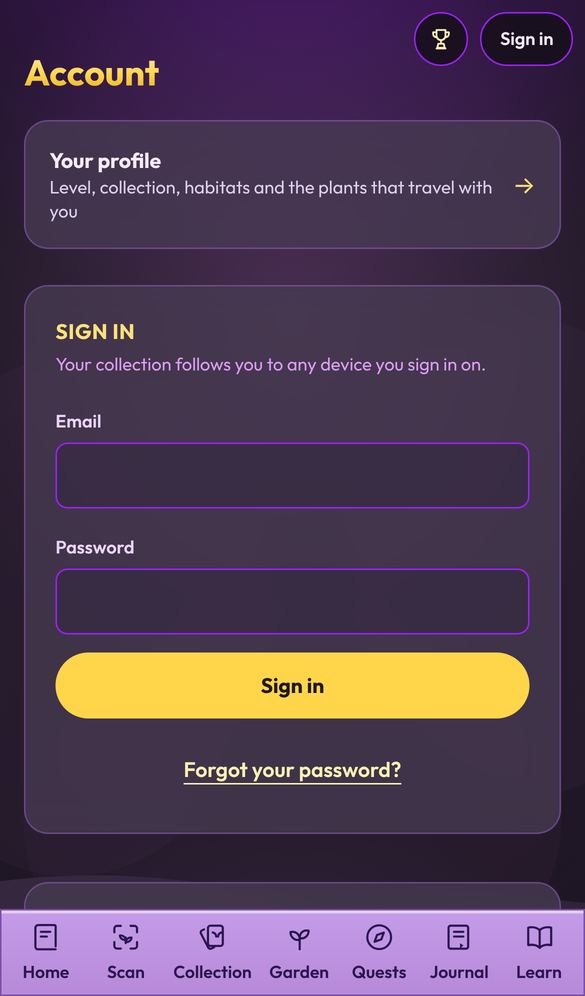 Sign in
Account
Your profile
Level, collection, habitats and the plants that travel with
you
SIGN IN
Your collection follows you to any device you sign in on.
Email
Password
Sign in
Forgot your password?
Home
Scan
Collection
Garden
Quests
Journal
Learn